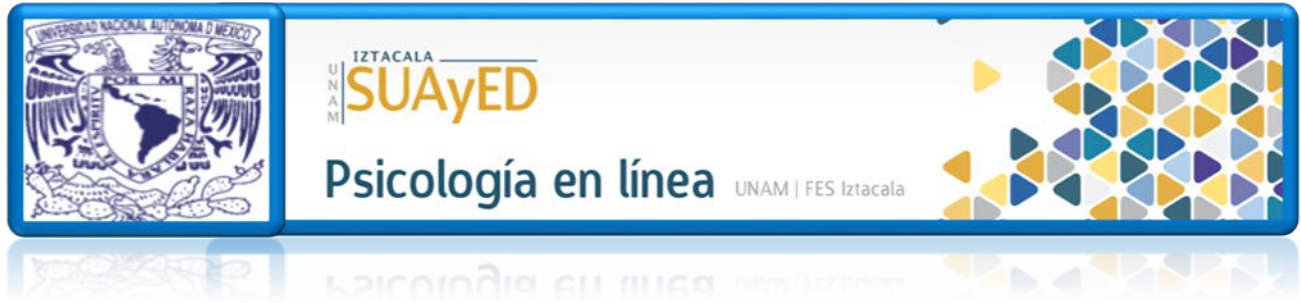 UNIVERSIDAD NACIONAL AUTONOMA D MEXICO
POR MI RAZA HABLARA EL ESPIRITU
IZTACALA
UNAM
SUAyED
Psicología en línea UNAM | FES Iztacala